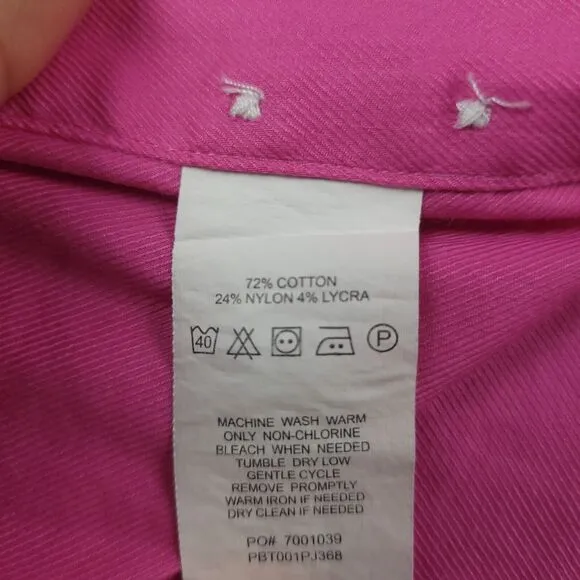 72% COTTON
24% NYLON 4% LYCRA
40 P
MACHINE WASH WARM
ONLY NON-CHLORINE
BLEACH WHEN NEEDED
TUMBLE DRY LOW
GENTLE CYCLE
REMOVE PROMPTLY
WARM IRON IF NEEDED
DRY CLEAN IF NEEDED
PO# 7001039
PBT001PJ368